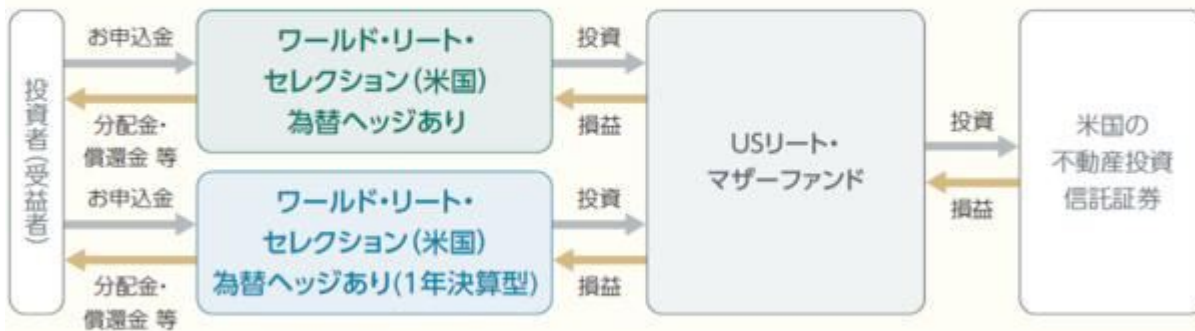 投資者(受益者)
お申込金
分配金・
償還金 等
ワールド・リート・
セレクション(米国)
為替ヘッジあり
投資
損益
お申込金
分配金・
償還金 等
ワールド・リート・
セレクション(米国)
為替ヘッジあり(1年決算型)
投資
損益
USリート・
マザーファンド
投資
損益
米国の
不動産投資
信託証券